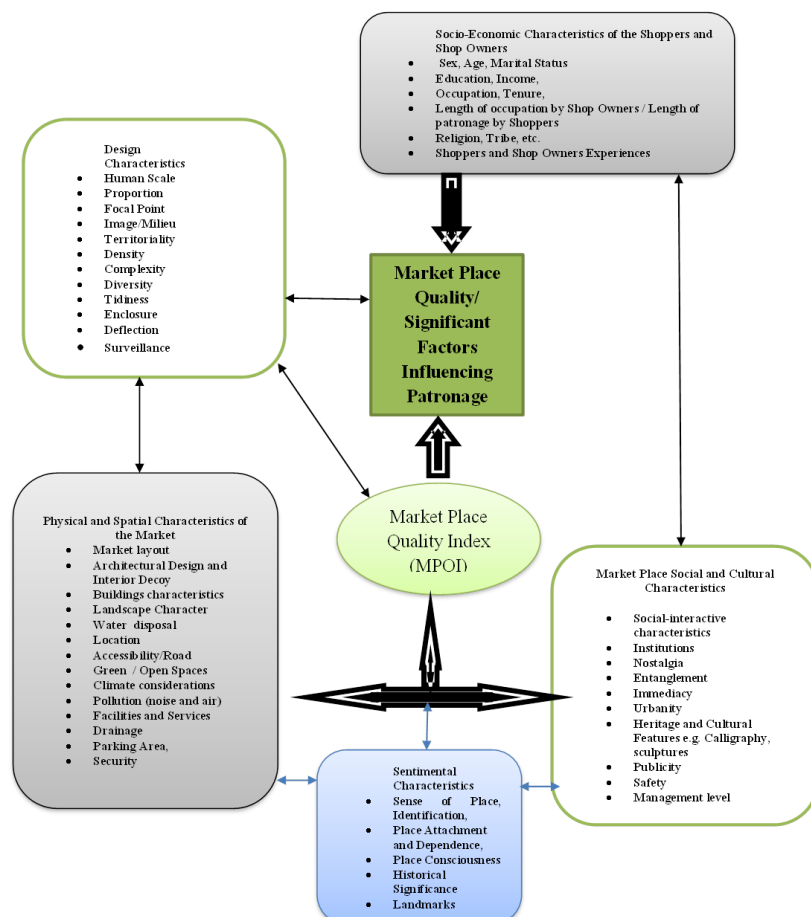 Socio-Economic Characteristics of the Shoppers and
Shop Owners
• Sex, Age, Marital Status
• Education, Income,
• Occupation, Tenure,
• Length of occupation by Shop Owners / Length of
patronage by Shoppers
• Religion, Tribe, etc.
• Shoppers and Shop Owners Experiences
Design
Characteristics
• Human Scale
• Proportion
• Focal Point
• Image/Milieu
• Territoriality
• Density
• Complexity
• Diversity
• Tidiness
• Enclosure
• Deflection
• Surveillance
Market Place
Quality/
Significant
Factors
Influencing
Patronage
Market Place
Quality Index
(MPQI)
Physical and Spatial Characteristics of
the Market
• Market layout
• Architectural Design and
Interior Decoy
• Buildings characteristics
• Landscape Character
• Water disposal
• Location
• Accessibility/Road
• Green / Open Spaces
• Climate considerations
• Pollution (noise and air)
• Facilities and Services
• Drainage
• Parking Area,
• Security
Market Place Social and Cultural
Characteristics
• Social-interactive
characteristics
• Institutions
• Nostalgia
• Entanglement
• Immediacy
• Urbanity
• Heritage and Cultural
Features e.g. Calligraphy,
sculptures
• Publicity
• Safety
• Management level
Sentimental
Characteristics
• Sense of Place,
Identification,
• Place Attachment
and Dependence,
• Place Consciousness
• Historical
Significance
• Landmarks